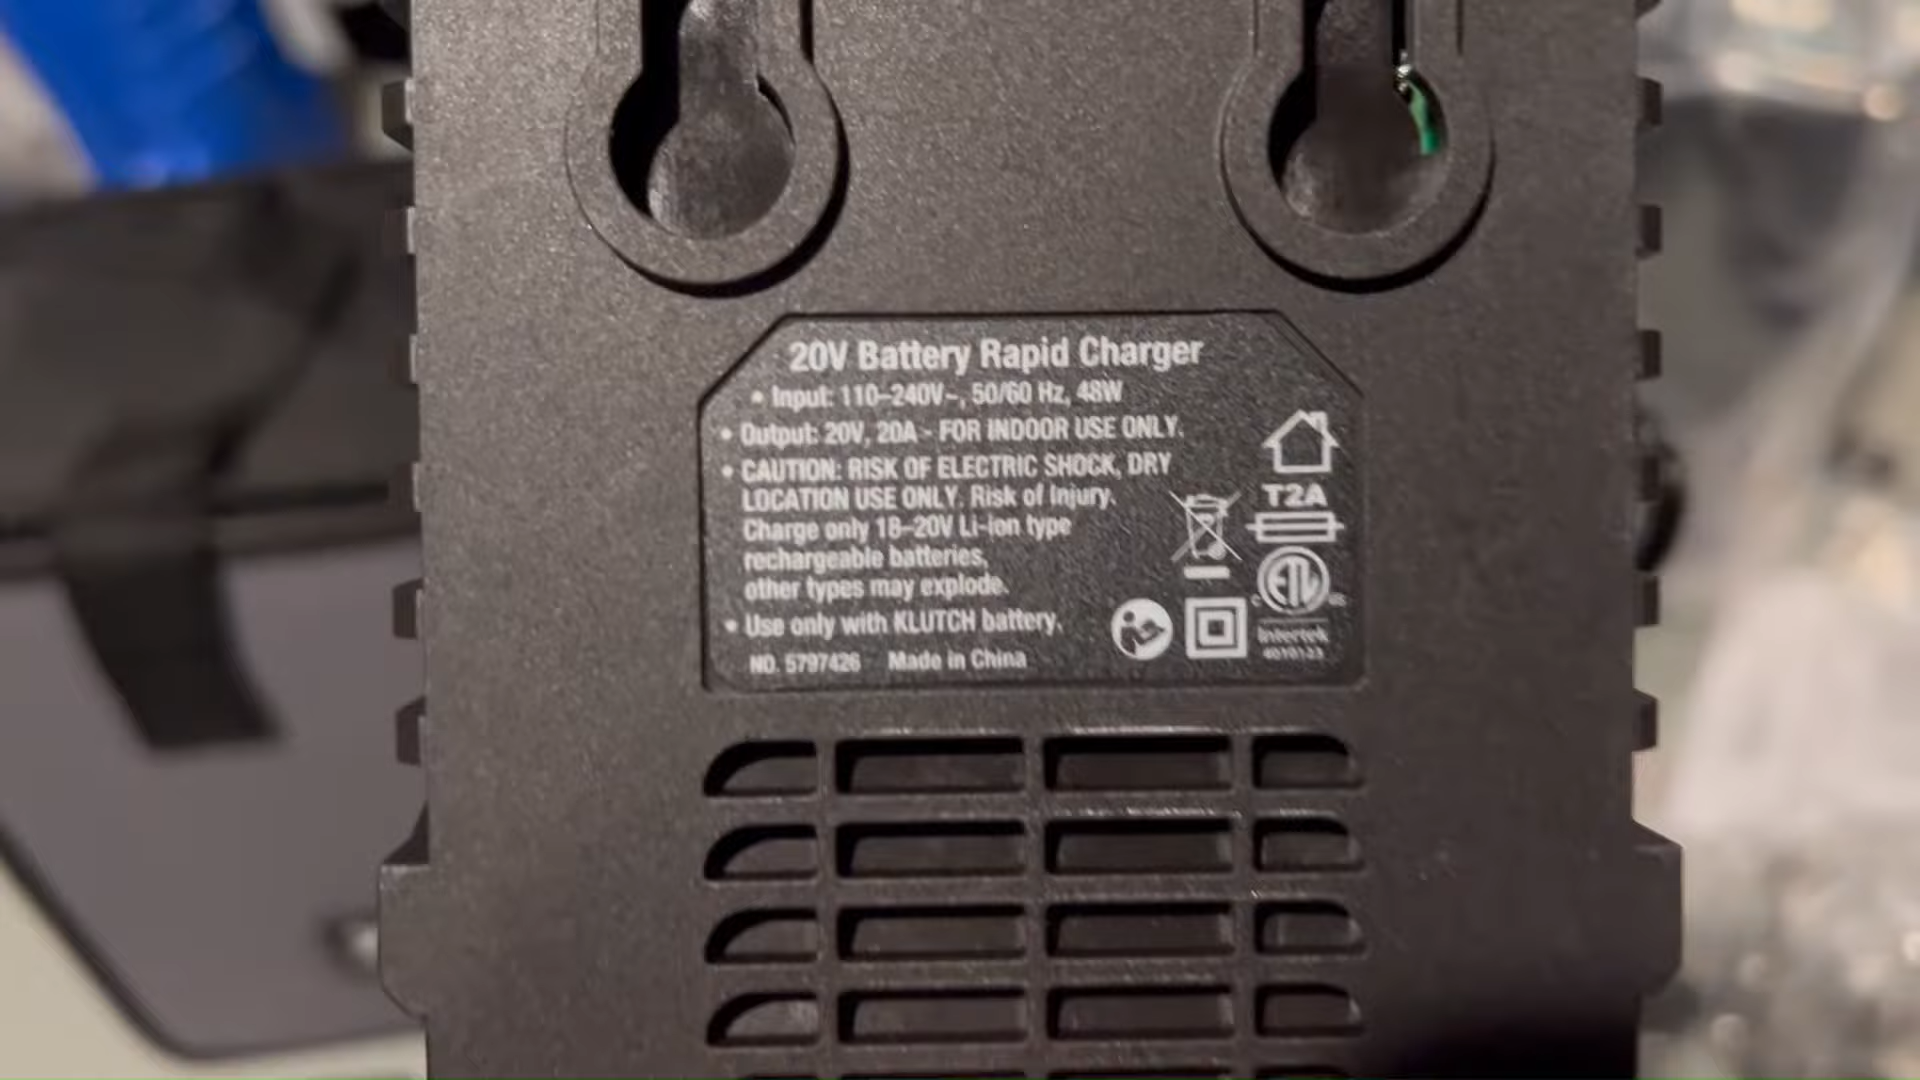 20V Battery Rapid Charger
• Input: 110–240V~, 50/60 Hz, 48W
• Output: 20V, 20A - FOR INDOOR USE ONLY.
• CAUTION: RISK OF ELECTRIC SHOCK, DRY
LOCATION USE ONLY. Risk of Injury.
Charge only 18–20V Li-ion type
rechargeable batteries,
other types may explode.
• Use only with KLUTCH battery.
NO. 5797426 Made in China
T2A
ETL
Intertek